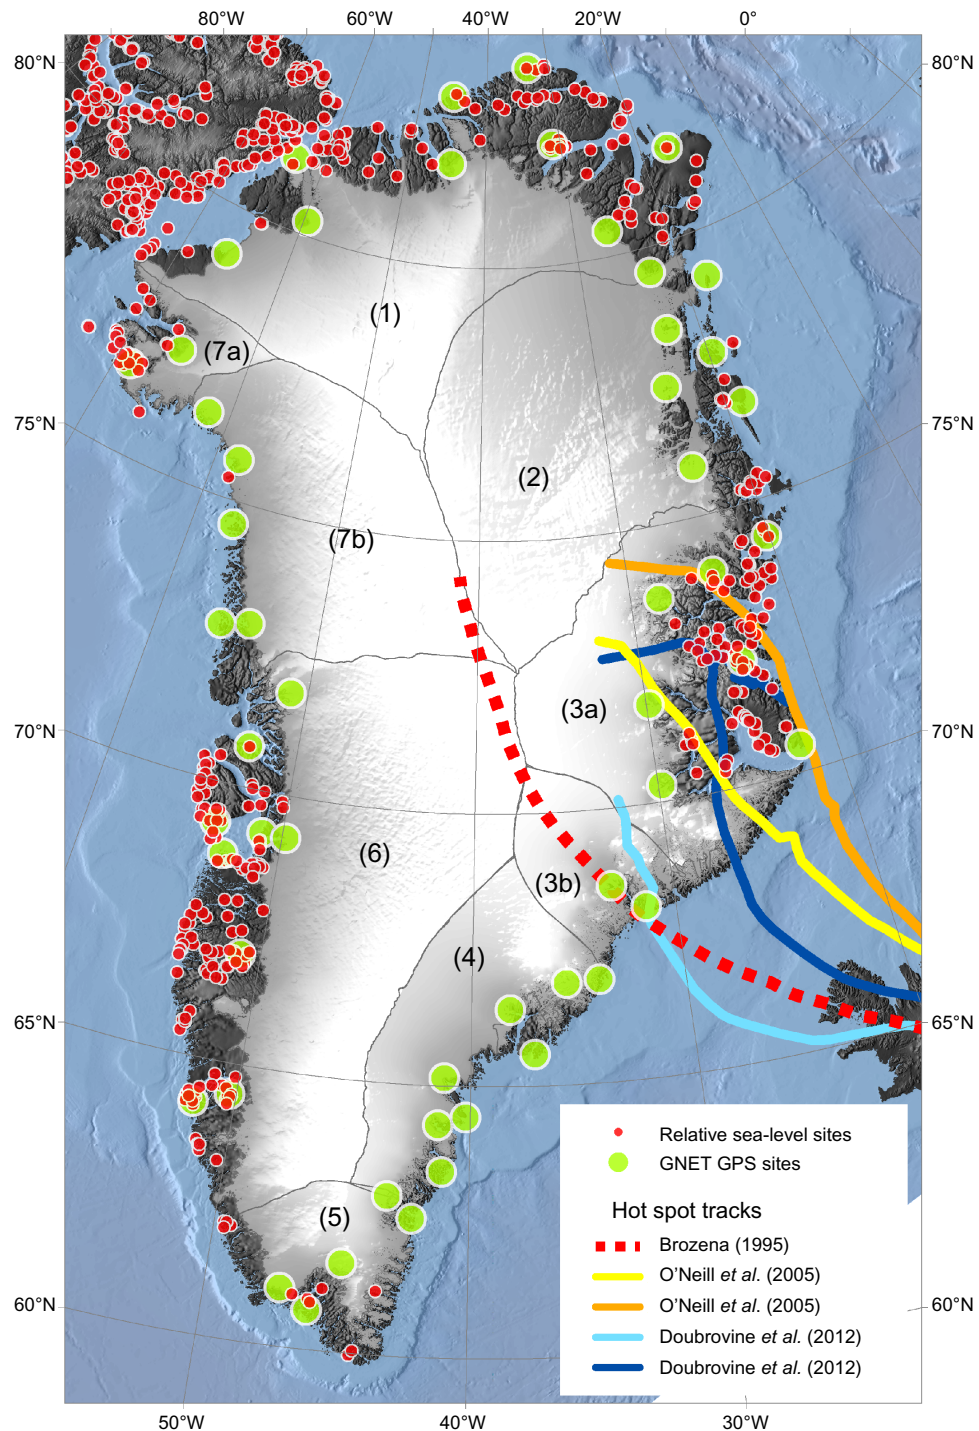 80°W 60°W 40°W 20°W 0°
80°N 80°N
(1)
(7a)
75°N 75°N
(2)
(7b)
(3a)
70°N 70°N
(6)
(3b)
(4)
65°N 65°N
Relative sea-level sites
GNET GPS sites
(5)
Hot spot tracks
Brozena (1995)
O'Neill et al. (2005)
60°N 60°N
O'Neill et al. (2005)
Doubrovine et al. (2012)
Doubrovine et al. (2012)
50°W 40°W 30°W